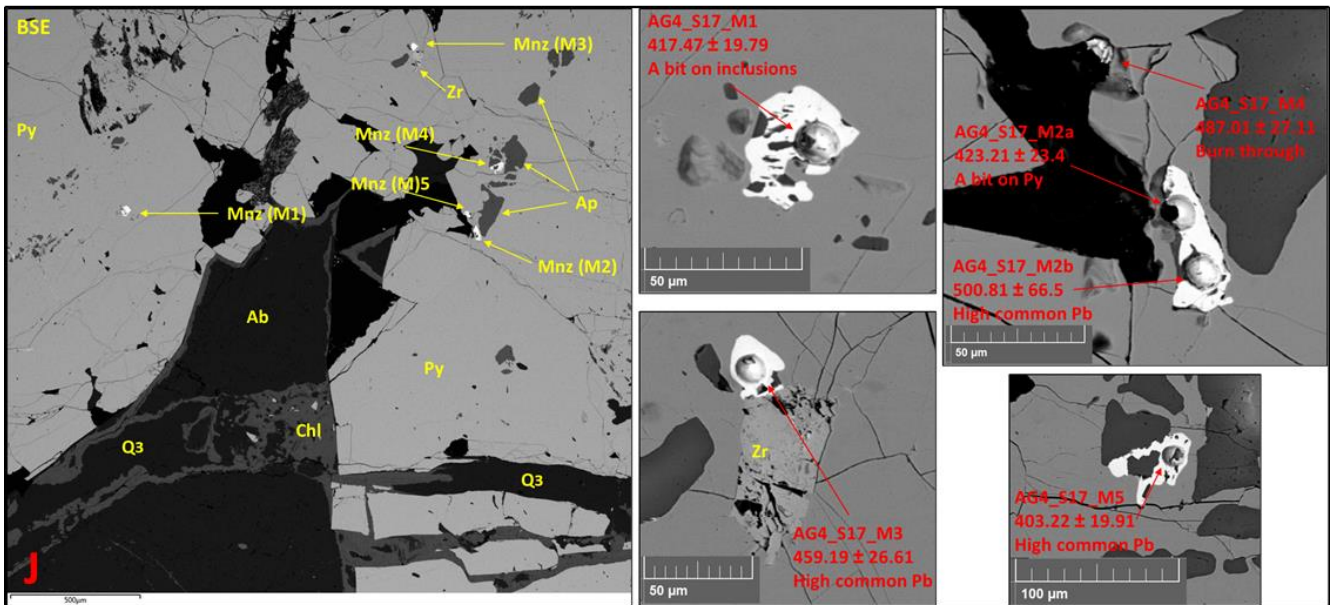 BSE
Mnz (M3)
Zr
Py
Mnz (M4)
Mnz (M)5
Ap
Mnz (M1)
Mnz (M2)
Ab
Py
Chl
Q3
Q3
J
500µm
AG4_S17_M1
417.47 ± 19.79
A bit on inclusions
50 µm
AG4_S17_M4
487.01 ± 27.11
Burn through
AG4_S17_M2a
423.21 ± 23.4
A bit on Py
AG4_S17_M2b
500.81 ± 66.5
High common Pb
50 µm
Zr
AG4_S17_M3
459.19 ± 26.61
High common Pb
50 µm
AG4_S17_M5
403.22 ± 19.91
High common Pb
100 µm